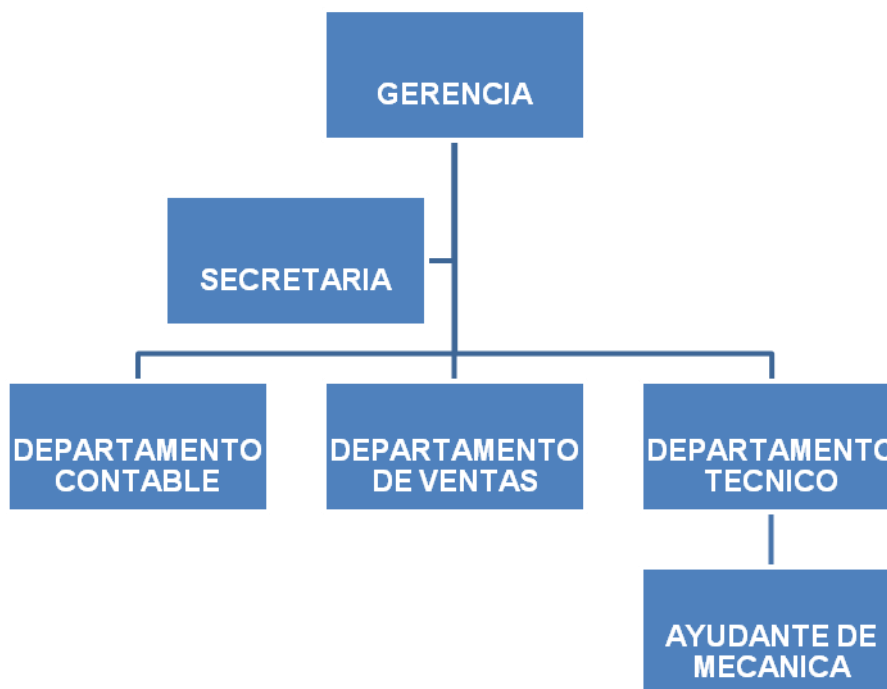 GERENCIA
SECRETARIA
DEPARTAMENTO
CONTABLE
DEPARTAMENTO
DE VENTAS
DEPARTAMENTO
TECNICO
AYUDANTE DE
MECANICA